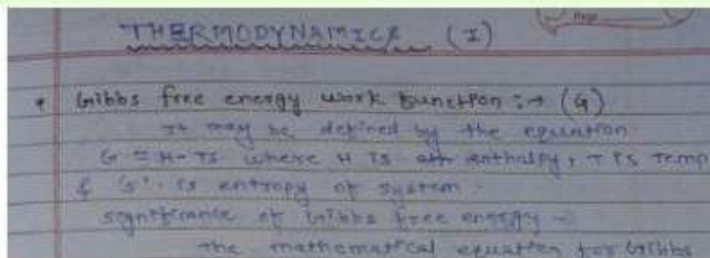 THERMODYNAMICS (I)
Page
• Gibbs free energy work function :→ (G)
It may be defined by the equation
G = H-TS where H is enthalpy, T is Temp
& 's' is entropy of system.
significance of Gibbs free energy →
the mathematical equation for Gibbs